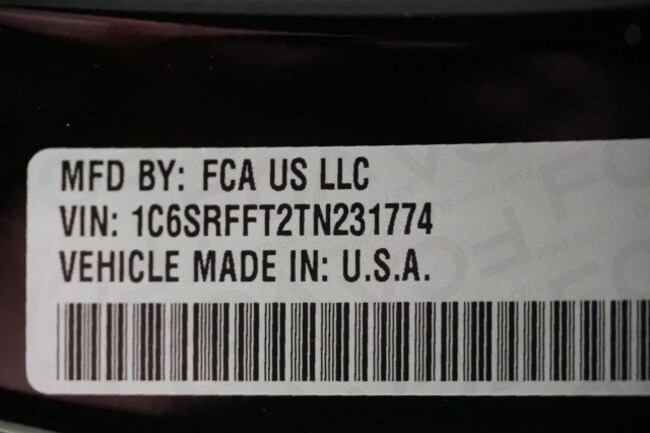 MFD BY: FCA US LLC
VIN: 1C6SRFFT2TN231774
VEHICLE MADE IN: U.S.A.